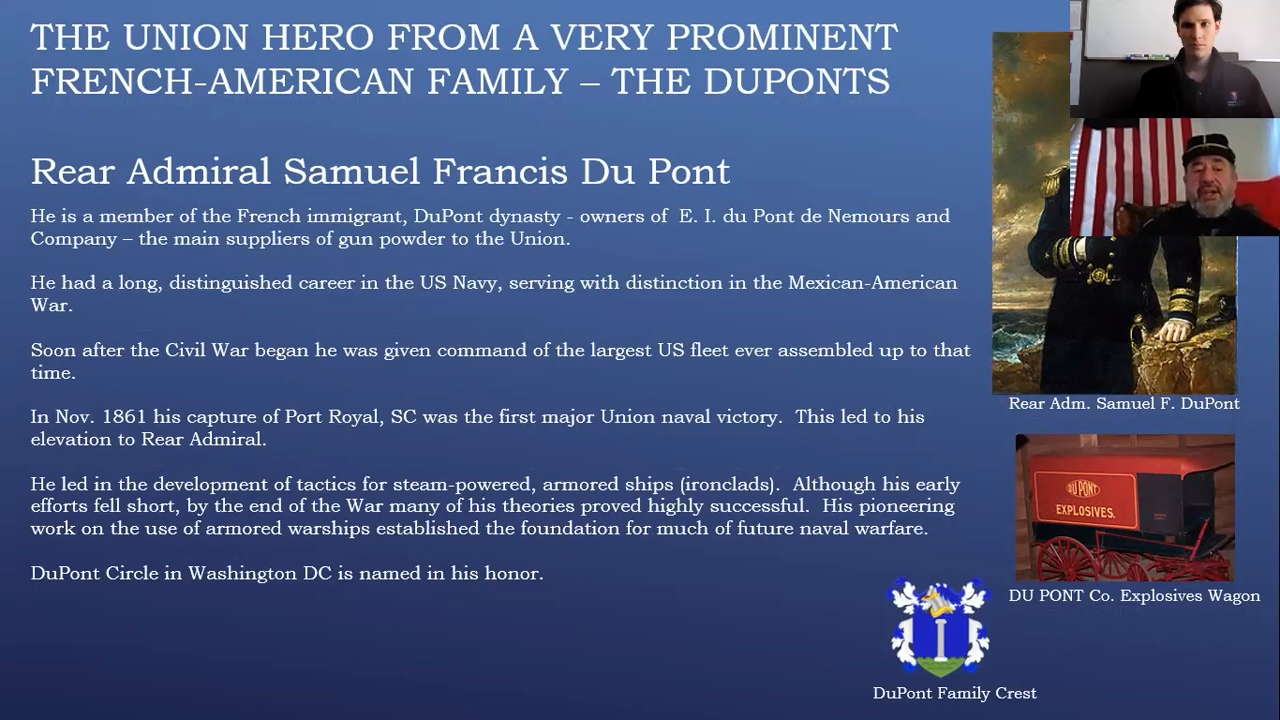 THE UNION HERO FROM A VERY PROMINENT
FRENCH-AMERICAN FAMILY – THE DUPONTS
Rear Admiral Samuel Francis Du Pont
He is a member of the French immigrant, DuPont dynasty - owners of E. I. du Pont de Nemours and
Company – the main suppliers of gun powder to the Union.
He had a long, distinguished career in the US Navy, serving with distinction in the Mexican-American
War.
Soon after the Civil War began he was given command of the largest US fleet ever assembled up to that
time.
In Nov. 1861 his capture of Port Royal, SC was the first major Union naval victory. This led to his
elevation to Rear Admiral.
He led in the development of tactics for steam-powered, armored ships (ironclads). Although his early
efforts fell short, by the end of the War many of his theories proved highly successful. His pioneering
work on the use of armored warships established the foundation for much of future naval warfare.
DuPont Circle in Washington DC is named in his honor.
Rear Adm. Samuel F. DuPont
DU PONT
EXPLOSIVES.
DU PONT Co. Explosives Wagon
DuPont Family Crest